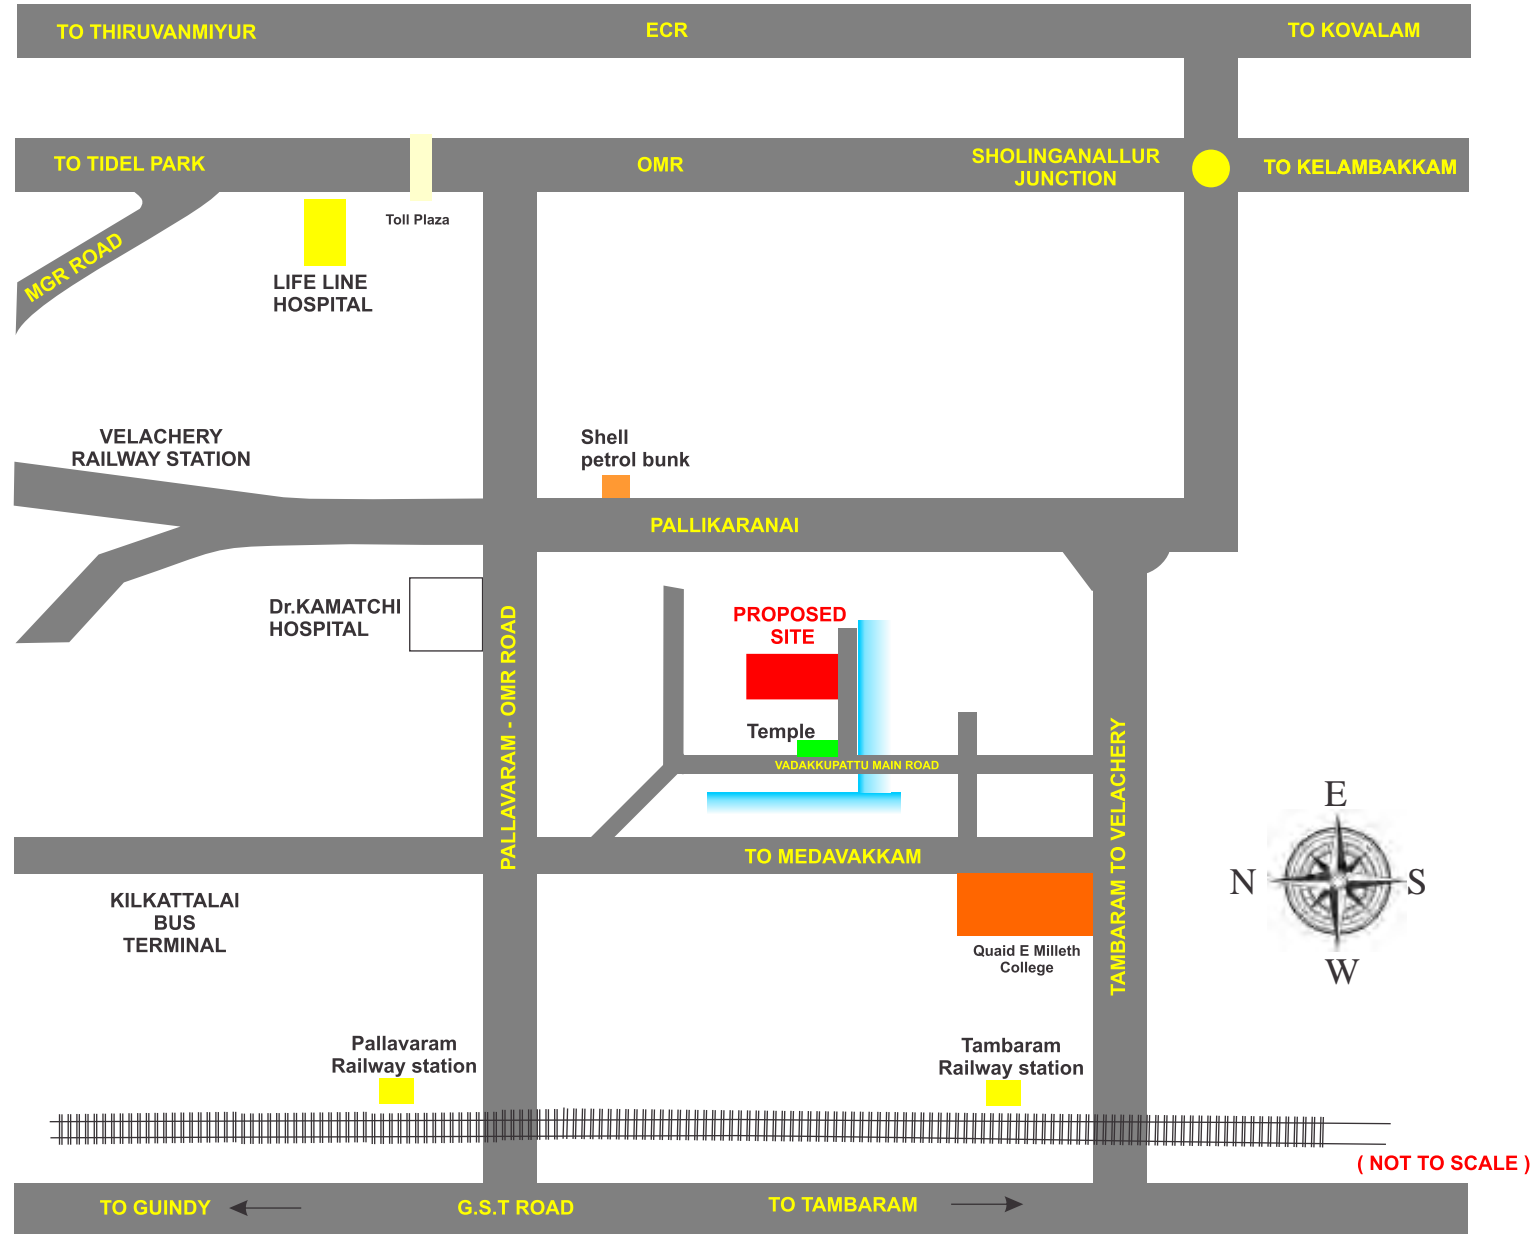 TO THIRUVANMIYUR
ECR
TO KOVALAM
TO TIDEL PARK
OMR
SHOLINGANALLUR
JUNCTION
TO KELAMBAKKAM
Toll Plaza
MGR ROAD
LIFE LINE
HOSPITAL
VELACHERY
RAILWAY STATION
Shell
petrol bunk
PALLIKARANAI
Dr.KAMATCHI
HOSPITAL
PALLAVARAM - OMR ROAD
PROPOSED
SITE
Temple
VADAKKUPATTU MAIN ROAD
TAMBARAM TO VELACHERY
E
N
S
W
TO MEDAVAKKAM
KILKATTALAI
BUS
TERMINAL
Quaid E Milleth
College
Pallavaram
Railway station
Tambaram
Railway station
( NOT TO SCALE )
TO GUINDY
G.S.T ROAD
TO TAMBARAM